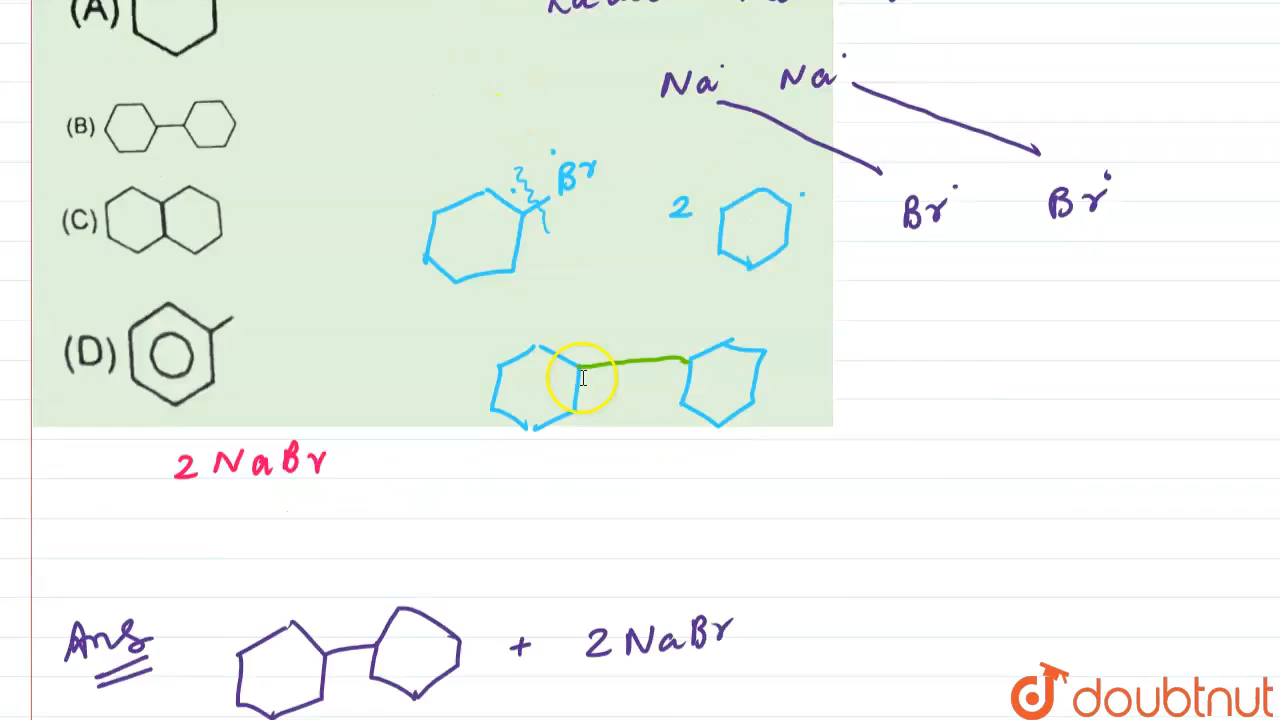 (A)
Na· Na·
(B)
·Br
(C)
2
Br· Br·
(D)
2 NaBr
Ans
+ 2 NaBr
doubtnut